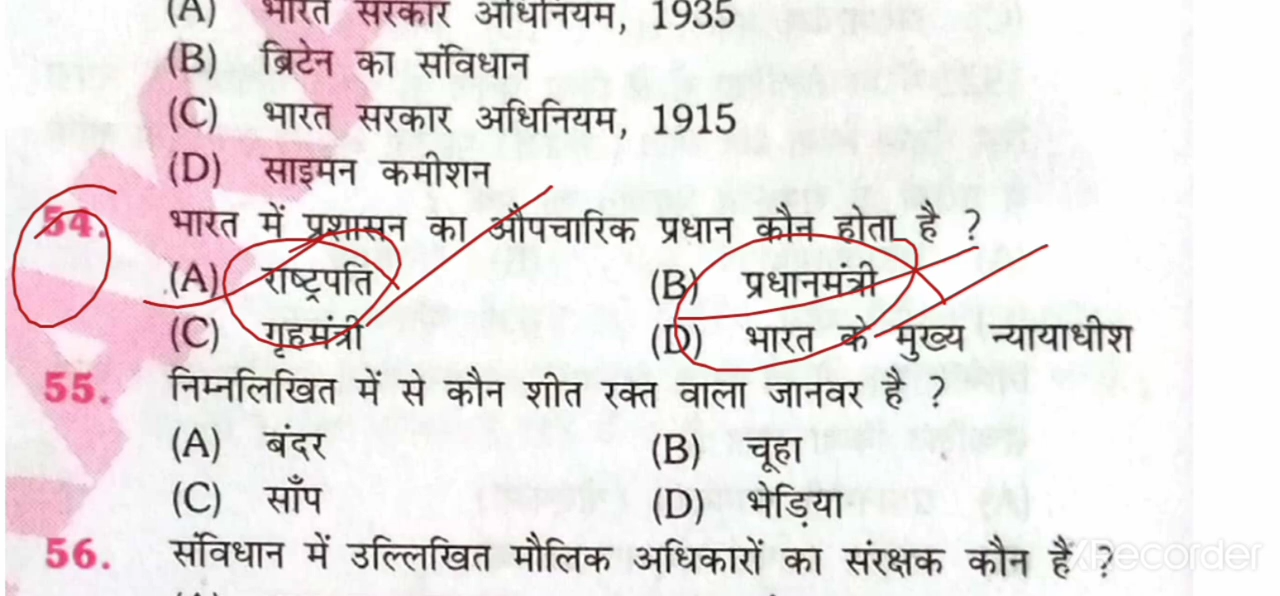 (A) भारत सरकार अधिनियम, 1935
(B) ब्रिटेन का संविधान
(C) भारत सरकार अधिनियम, 1915
(D) साइमन कमीशन
54. भारत में प्रशासन का औपचारिक प्रधान कौन होता है ?
(A) राष्ट्रपति (B) प्रधानमंत्री
(C) गृहमंत्री (D) भारत के मुख्य न्यायाधीश
55. निम्नलिखित में से कौन शीत रक्त वाला जानवर है ?
(A) बंदर (B) चूहा
(C) साँप (D) भेड़िया
56. संविधान में उल्लिखित मौलिक अधिकारों का संरक्षक कौन है ?
XRecorder